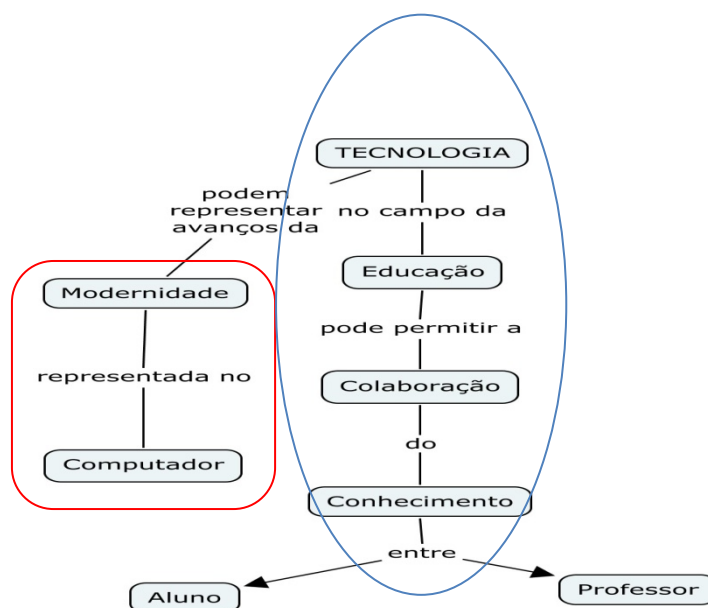 TECNOLOGIA
podem
representar
avanços da
no campo da
Modernidade
Educação
representada no
pode permitir a
Computador
Colaboração
do
Conhecimento
entre
Aluno
Professor